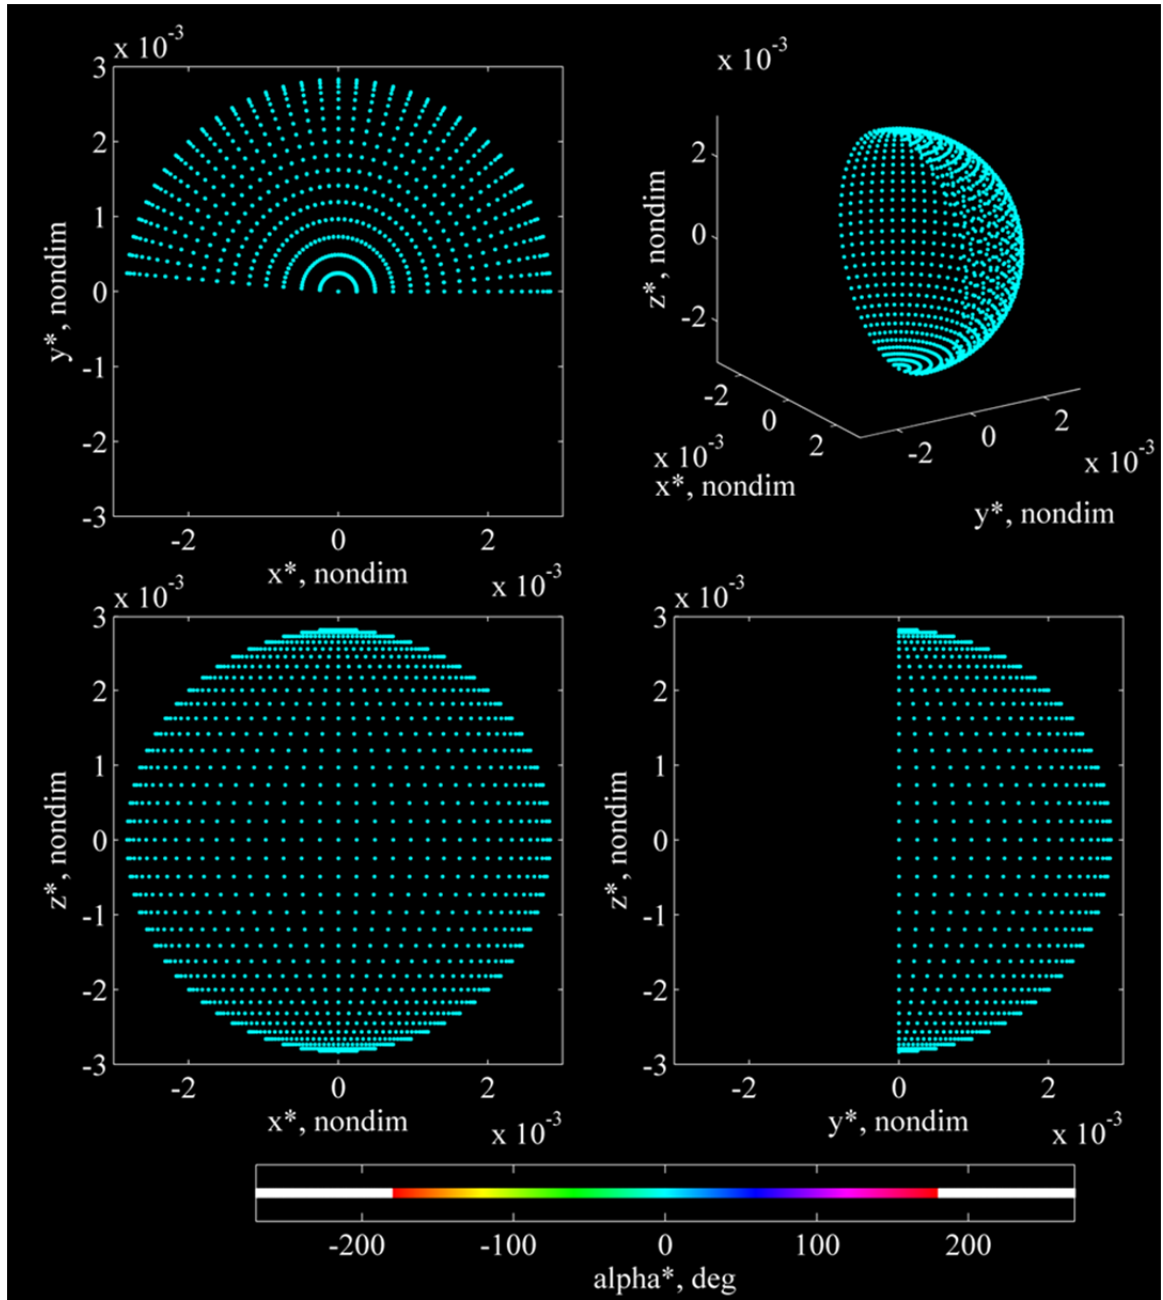 x 10-3
3
2
1
0
-1
-2
-3
y*, nondim
-2 0 2
x*, nondim
x 10-3
x 10-3
2
0
-2
z*, nondim
-2
0
2
x 10-3
x*, nondim
-2
0
2
x 10-3
y*, nondim
x 10-3
3
2
1
0
-1
-2
-3
z*, nondim
-2 0 2
x*, nondim
x 10-3
x 10-3
3
2
1
0
-1
-2
-3
z*, nondim
-2 0 2
y*, nondim
x 10-3
-200 -100 0 100 200
alpha*, deg